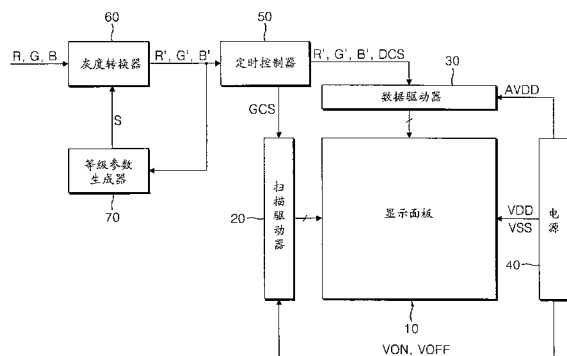 60
50
R, G, B
灰度转换器
R', G', B'
定时控制器
R', G', B', DCS
30
数据驱动器
AVDD
S
GCS
等级参数
生成器
70
扫描驱动器
20
显示面板
VDD
VSS
电源
40
10
VON, VOFF